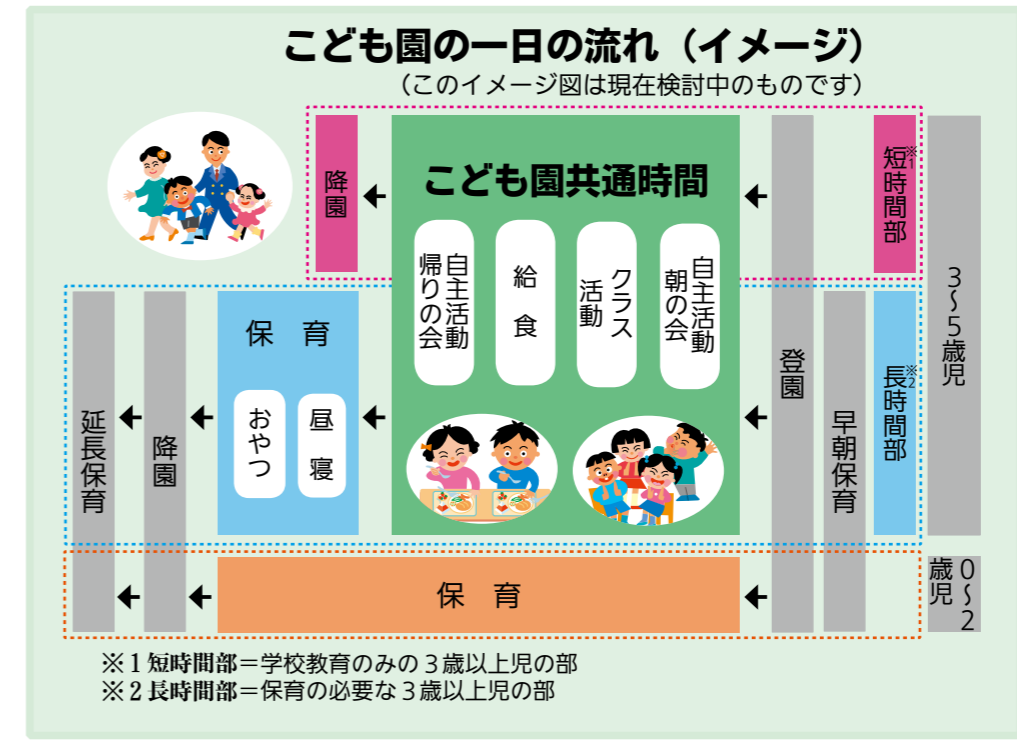 こども園の一日の流れ（イメージ）
（このイメージ図は現在検討中のものです）
3〜5歳児
※1
短時間部
※2
長時間部
早朝保育
登園
こども園共通時間
自主活動
朝の会
クラス
活動
給食
自主活動
帰りの会
降園
保育
昼寝
おやつ
降園
延長保育
0〜2
歳児
保育
※１短時間部＝学校教育のみの３歳以上児の部
※２長時間部＝保育の必要な３歳以上児の部